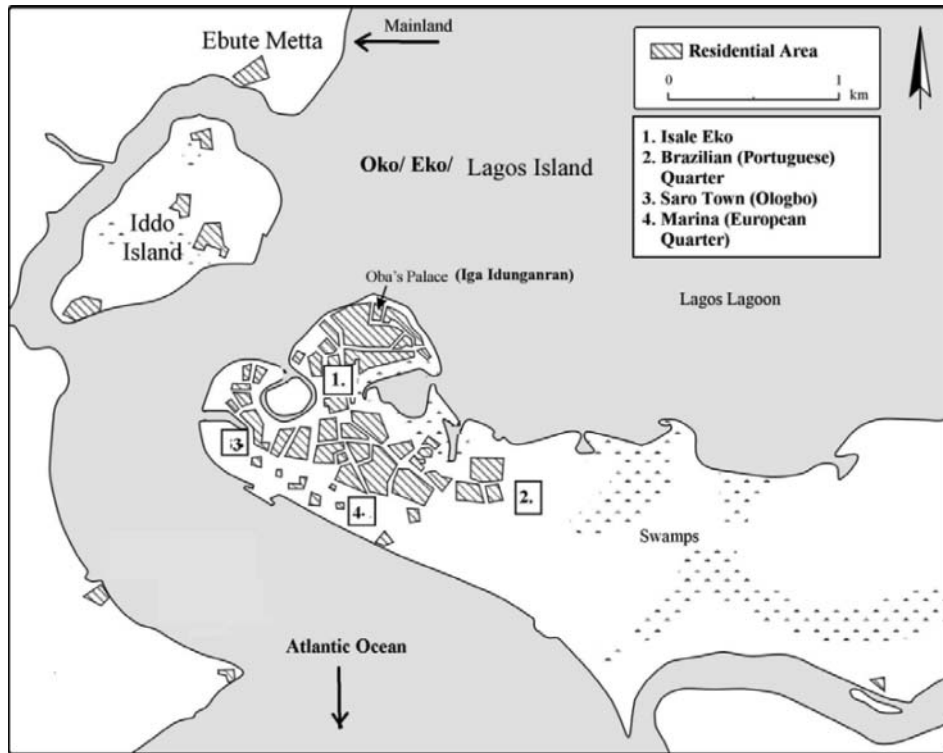 Mainland
Ebute Metta
Residential Area
0 1
km
1. Isale Eko
2. Brazilian (Portuguese)
Quarter
3. Saro Town (Ologbo)
4. Marina (European
Quarter)
Oko/ Eko/ Lagos Island
Iddo
Island
Oba's Palace (Iga Idunganran)
Lagos Lagoon
1.
3.
2.
4.
Swamps
Atlantic Ocean